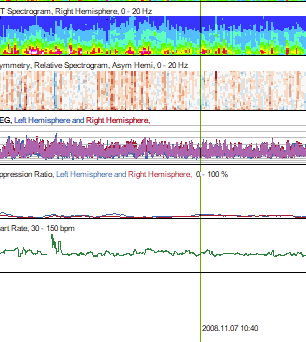 T Spectrogram, Right Hemisphere, 0 - 20 Hz
ymmetry, Relative Spectrogram, Asym Hemi, 0 - 20 Hz
EG, Left Hemisphere and Right Hemisphere,
ppression Ratio, Left Hemisphere and Right Hemisphere, 0 - 100 %
art Rate, 30 - 150 bpm
2008.11.07 10:40